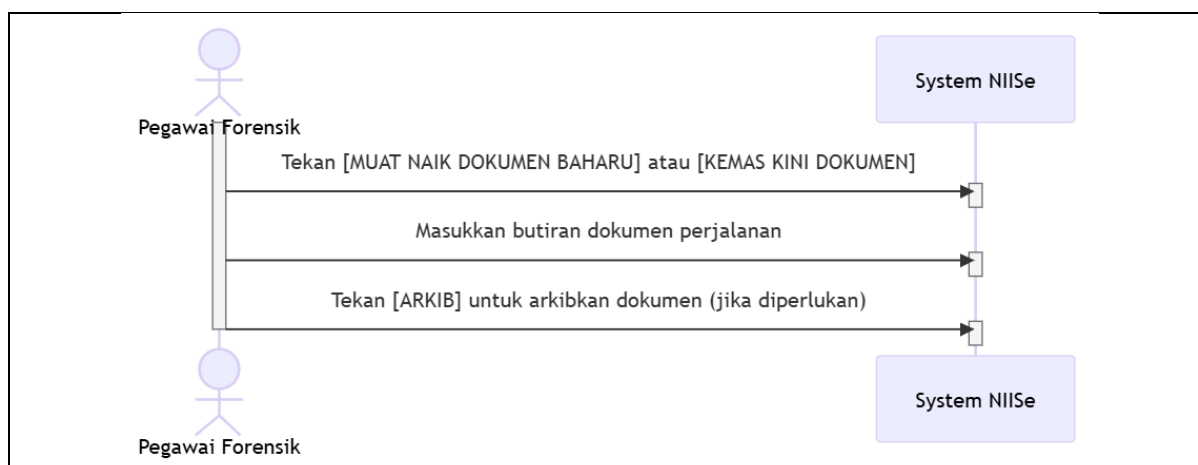 System NIISe
Pegawai Forensik
Tekan [MUAT NAIK DOKUMEN BAHARU] atau [KEMAS KINI DOKUMEN]
Masukkan butiran dokumen perjalanan
Tekan [ARKIB] untuk arkibkan dokumen (jika diperlukan)
System NIISe
Pegawai Forensik